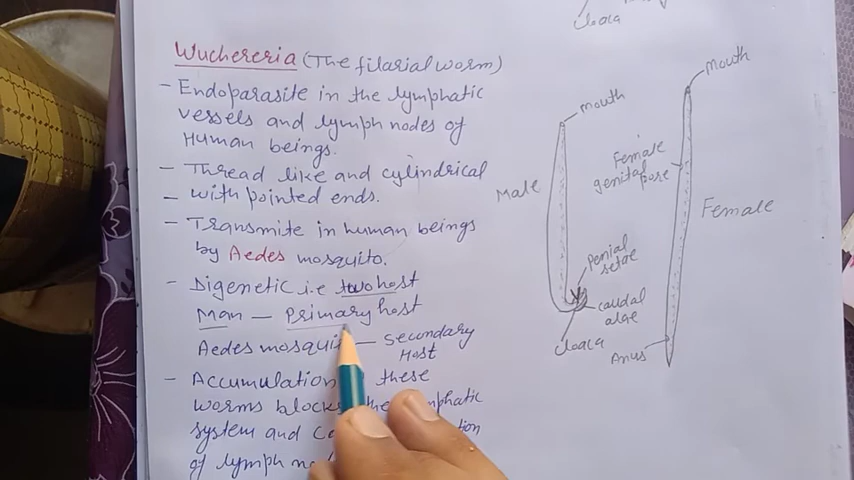 Cloaca
Wuchereria (The filarial worm)
- Endoparasite in the lymphatic
vessels and lymph nodes of
Human beings.
- Thread like and cylindrical
- with pointed ends.
- Transmite in human beings
by Aedes mosquito.
- Digenetic i.e two host
Man - Primary host
Aedes mosqui - secondary
Host
- Accumulation these
worms blocks the
system and
of lymph
mouth
Male
Penial
setae
caudal
alae
Cloaca
mouth
Female
genital
pore
Female
Anus